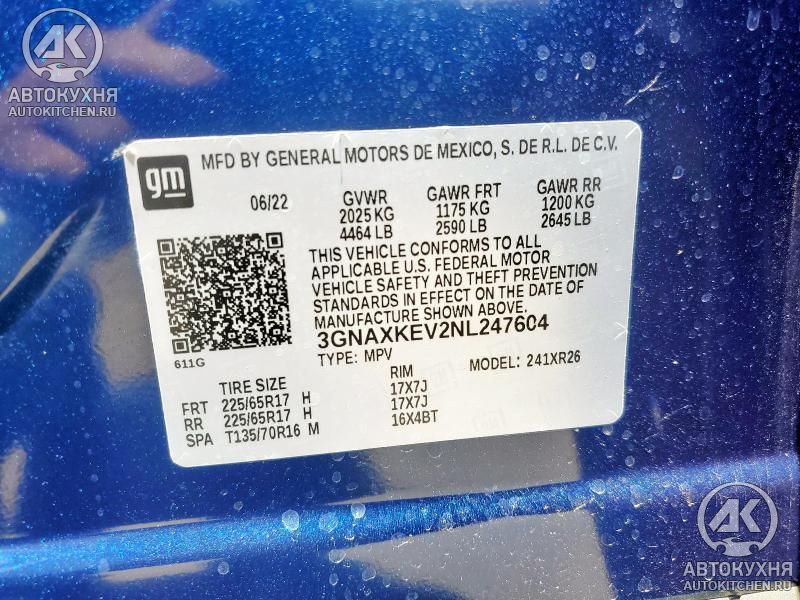 АК
АВТОКУХНЯ
AUTOKITCHEN.RU
gm
MFD BY GENERAL MOTORS DE MEXICO, S. DE R.L. DE C.V.
06/22 GVWR GAWR FRT GAWR RR
2025 KG 1175 KG 1200 KG
4464 LB 2590 LB 2645 LB
THIS VEHICLE CONFORMS TO ALL
APPLICABLE U.S. FEDERAL MOTOR
VEHICLE SAFETY AND THEFT PREVENTION
STANDARDS IN EFFECT ON THE DATE OF
MANUFACTURE SHOWN ABOVE.
3GNAXKEV2NL247604
611G
TYPE: MPV MODEL: 241XR26
TIRE SIZE RIM
FRT 225/65R17 H 17X7J
RR 225/65R17 H 17X7J
SPA T135/70R16 M 16X4BT
АК
АВТОКУХНЯ
AUTOKITCHEN.RU